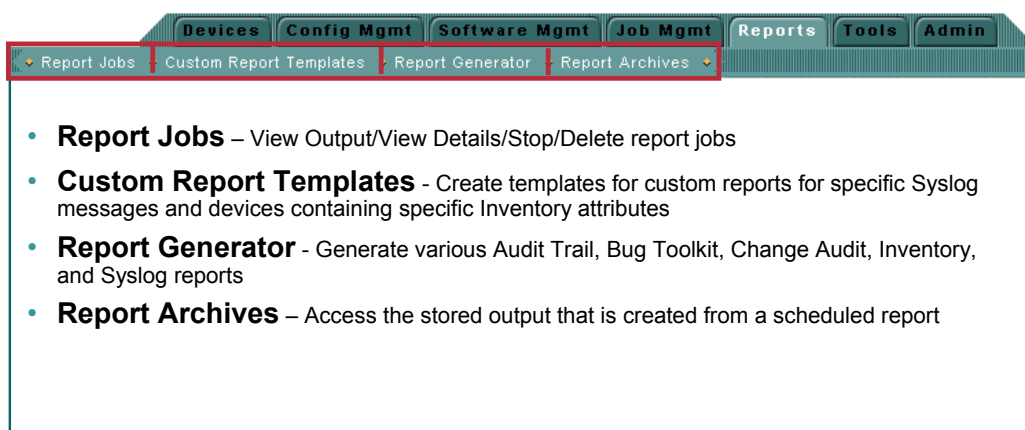 Devices Config Mgmt Software Mgmt Job Mgmt Reports Tools Admin
Report Jobs Custom Report Templates Report Generator Report Archives
• Report Jobs – View Output/View Details/Stop/Delete report jobs
• Custom Report Templates - Create templates for custom reports for specific Syslog
messages and devices containing specific Inventory attributes
• Report Generator - Generate various Audit Trail, Bug Toolkit, Change Audit, Inventory,
and Syslog reports
• Report Archives – Access the stored output that is created from a scheduled report